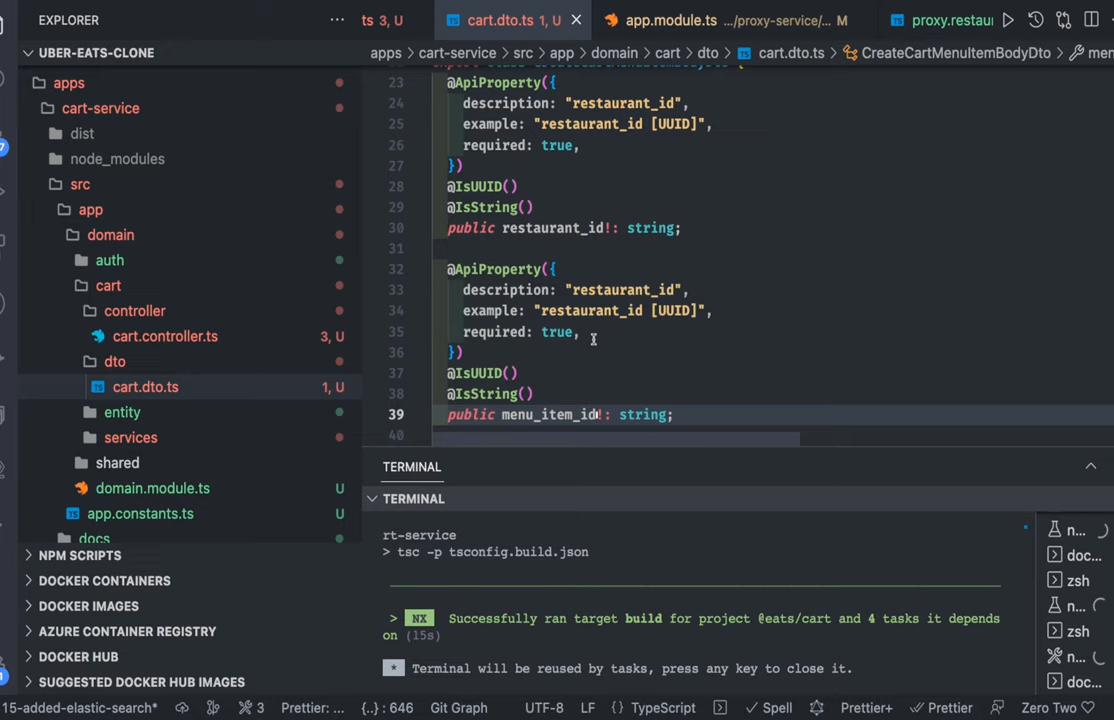 EXPLORER
ts 3, U
cart.dto.ts 1, U
app.module.ts .../proxy-service/... M
proxy.restau
UBER-EATS-CLONE
apps > cart-service > src > app > domain > cart > dto > TS cart.dto.ts > CreateCartMenuItemBodyDto >
apps
cart-service
dist
node_modules
src
app
domain
auth
cart
controller
cart.controller.ts 3, U
dto
TS cart.dto.ts 1, U
entity
services
shared
domain.module.ts U
TS app.constants.ts U
docs
NPM SCRIPTS
DOCKER CONTAINERS
DOCKER IMAGES
AZURE CONTAINER REGISTRY
DOCKER HUB
SUGGESTED DOCKER HUB IMAGES
23 @ApiProperty({
24 description: "restaurant_id",
25 example: "restaurant_id [UUID]",
26 required: true,
27 })
28 @IsUUID()
29 @IsString()
30 public restaurant_id!: string;
31
32 @ApiProperty({
33 description: "restaurant_id",
34 example: "restaurant_id [UUID]",
35 required: true,
36 })
37 @IsUUID()
38 @IsString()
39 public menu_item_id!: string;
40
TERMINAL
TERMINAL
rt-service
> tsc -p tsconfig.build.json
> NX Successfully ran target build for project @eats/cart and 4 tasks it depends
on (15s)
* Terminal will be reused by tasks, press any key to close it.
n...
doc...
zsh
n...
zsh
n...
doc...
15-added-elastic-search* 3 Prettier: ... {..} : 646 Git Graph UTF-8 LF {} TypeScript Spell Prettier+ Prettier Zero Two